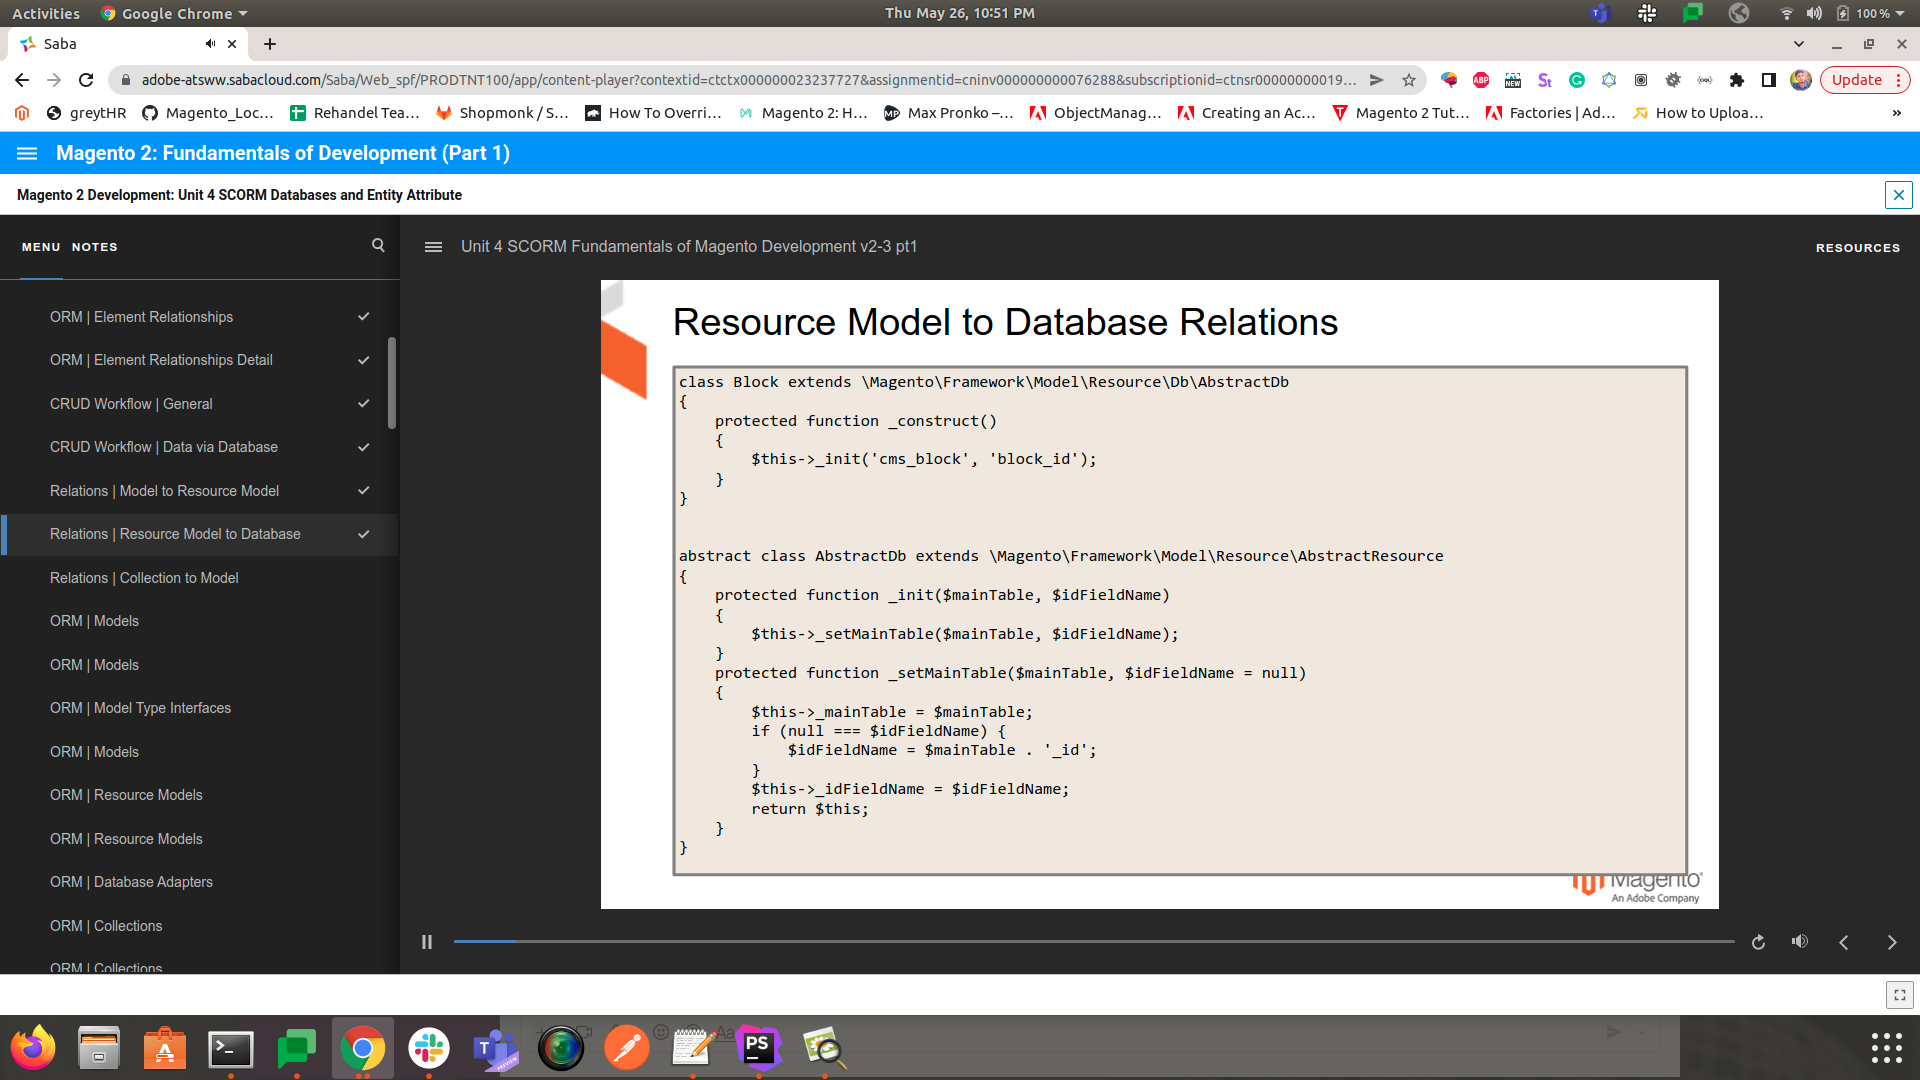 Activities
Google Chrome
Thu May 26, 10:51 PM
100 %
Saba
adobe-atsww.sabacloud.com/Saba/Web_spf/PRODTNT100/app/content-player?contextid=ctctx000000023237727&assignmentid=cninv000000000076288&subscriptionid=ctnsr00000000019...
ABP
NEW
St
Update
greytHR
Magento_Loc...
Rehandel Tea...
Shopmonk / S...
How To Overri...
Magento 2: H...
Max Pronko –...
ObjectManag...
Creating an Ac...
Magento 2 Tut...
Factories | Ad...
How to Uploa...
»
Magento 2: Fundamentals of Development (Part 1)
Magento 2 Development: Unit 4 SCORM Databases and Entity Attribute
MENU
NOTES
Unit 4 SCORM Fundamentals of Magento Development v2-3 pt1
RESOURCES
ORM | Element Relationships
ORM | Element Relationships Detail
CRUD Workflow | General
CRUD Workflow | Data via Database
Relations | Model to Resource Model
Relations | Resource Model to Database
Relations | Collection to Model
ORM | Models
ORM | Models
ORM | Model Type Interfaces
ORM | Models
ORM | Resource Models
ORM | Resource Models
ORM | Database Adapters
ORM | Collections
ORM | Collections
Resource Model to Database Relations
class Block extends \Magento\Framework\Model\Resource\Db\AbstractDb
{
    protected function _construct()
    {
        $this->_init('cms_block', 'block_id');
    }
}
abstract class AbstractDb extends \Magento\Framework\Model\Resource\AbstractResource
{
    protected function _init($mainTable, $idFieldName)
    {
        $this->_setMainTable($mainTable, $idFieldName);
    }
    protected function _setMainTable($mainTable, $idFieldName = null)
    {
        $this->_mainTable = $mainTable;
        if (null === $idFieldName) {
            $idFieldName = $mainTable . '_id';
        }
        $this->_idFieldName = $idFieldName;
        return $this;
    }
}
Magento
An Adobe Company
PS